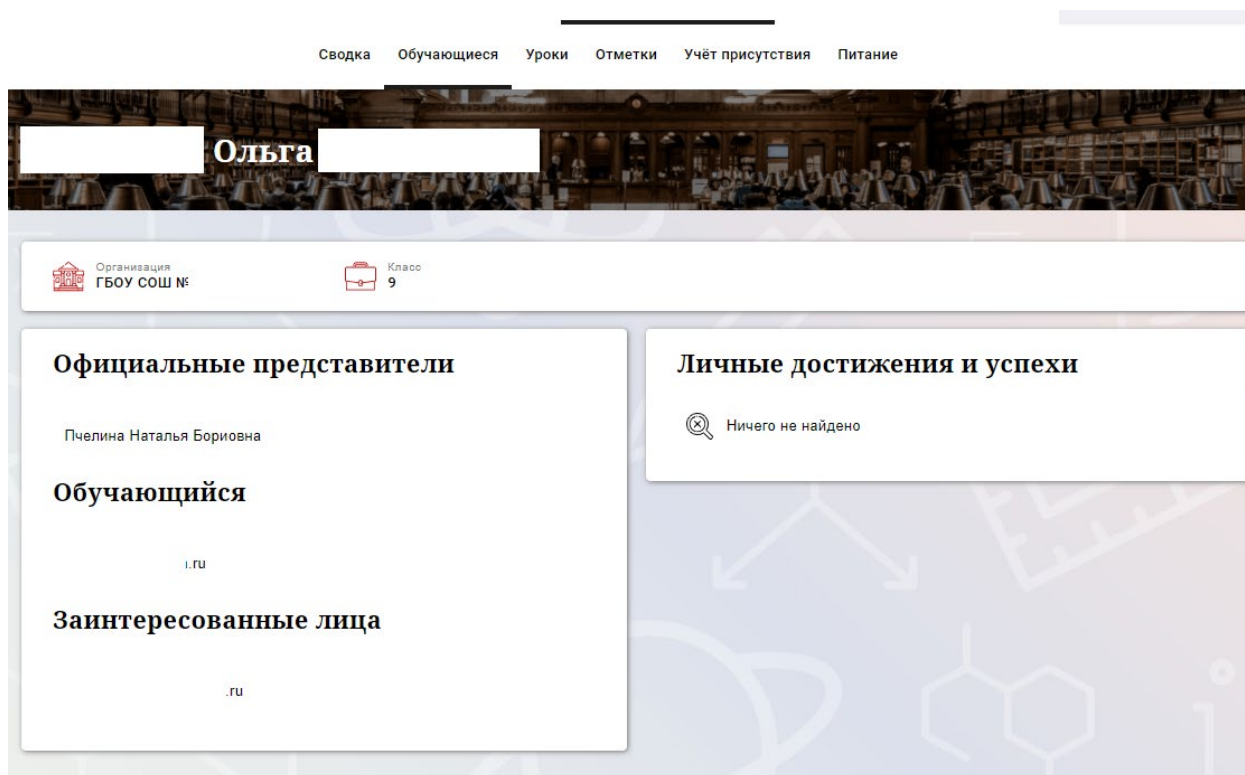 Сводка Обучающиеся Уроки Отметки Учёт присутствия Питание
Ольга
Организация
ГБОУ СОШ №
Класс
9
Официальные представители
Пчелина Наталья Бориовна
Обучающийся
.ru
Заинтересованные лица
.ru
Личные достижения и успехи
Ничего не найдено